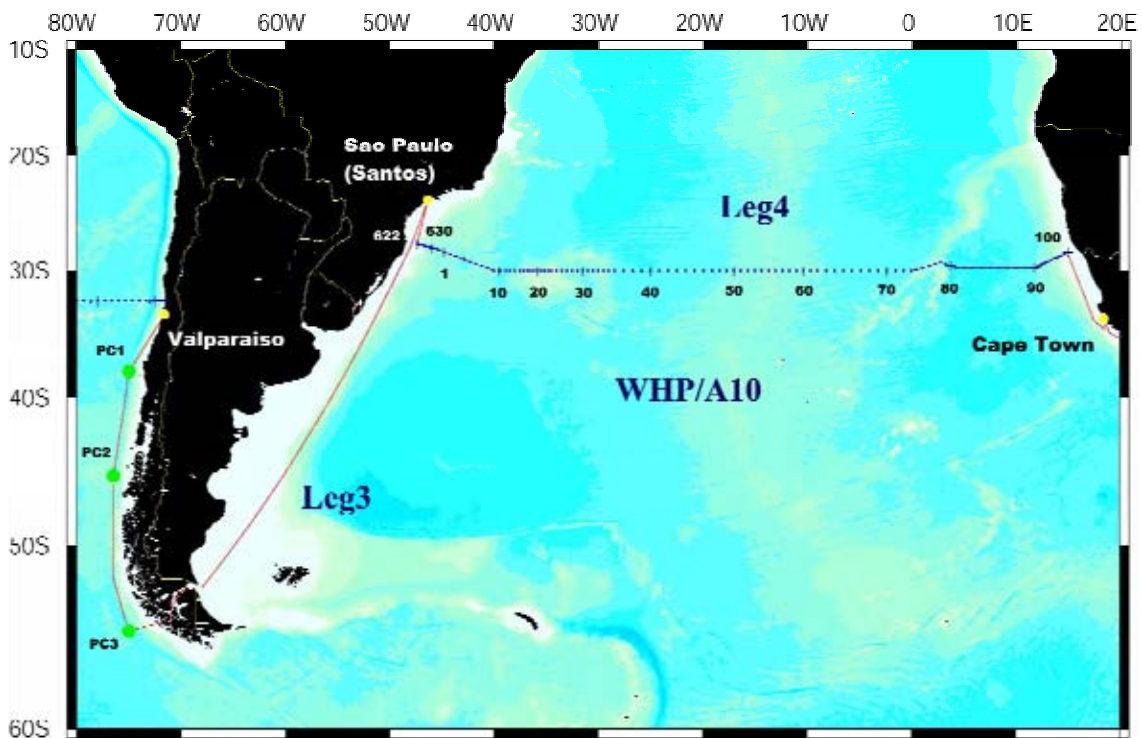 80W 70W 60W 50W 40W 30W 20W 10W 0 10E 20E
10S
Sao Paulo
(Santos)
20S
Leg4
622 630
100
1
30S
10 20 30 40 50 60 70 80 90
Valparaiso
Cape Town
PC1
WHP/A10
40S
PC2
Leg3
50S
PC3
60S